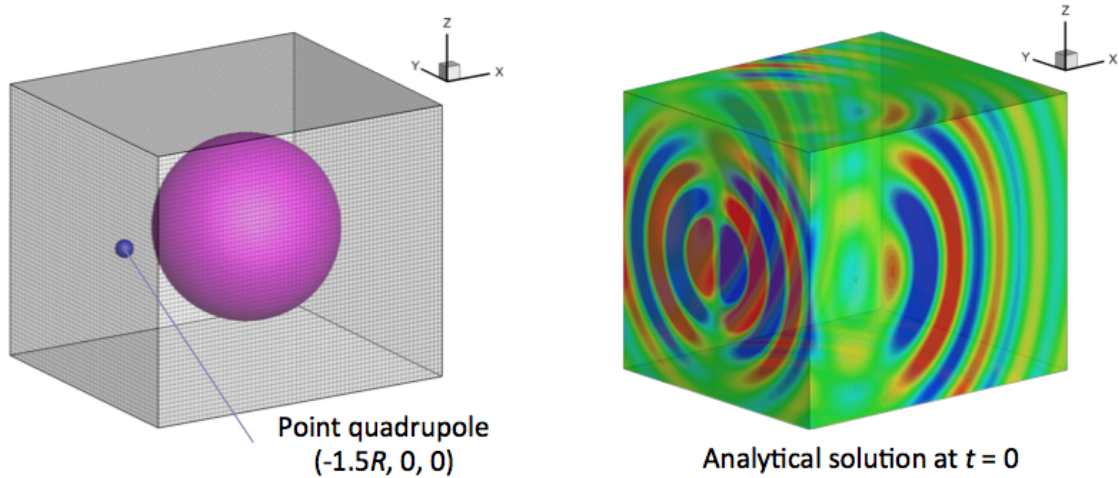 Z
Y
X
Z
Y
X
Point quadrupole
(-1.5R, 0, 0)
Analytical solution at t = 0